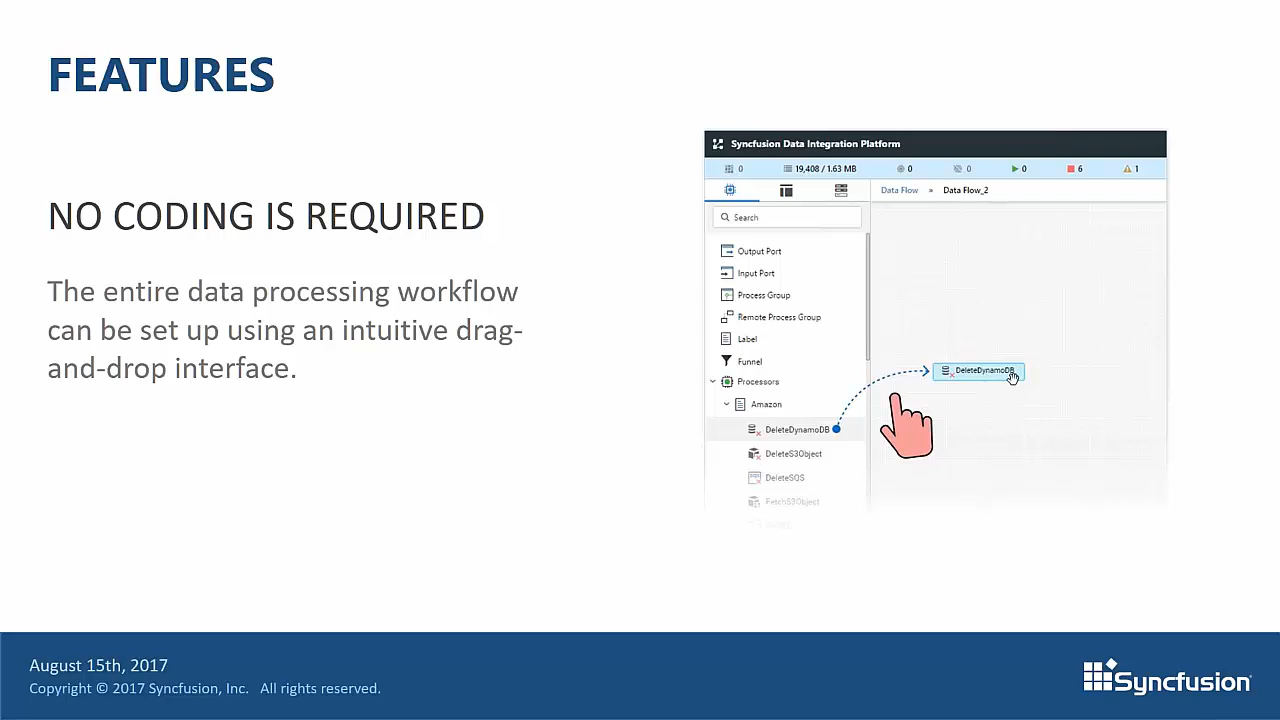 FEATURES
NO CODING IS REQUIRED
The entire data processing workflow
can be set up using an intuitive drag-
and-drop interface.
Syncfusion Data Integration Platform
0 19,408 / 1.63 MB 0 0 0 6 1
Data Flow » Data Flow_2
Search
Output Port
Input Port
Process Group
Remote Process Group
Label
Funnel
Processors
Amazon
DeleteDynamoDB
DeleteDynamoDB
DeleteS3Object
DeleteSQS
FetchS3Object
August 15th, 2017
Copyright © 2017 Syncfusion, Inc. All rights reserved.
Syncfusion